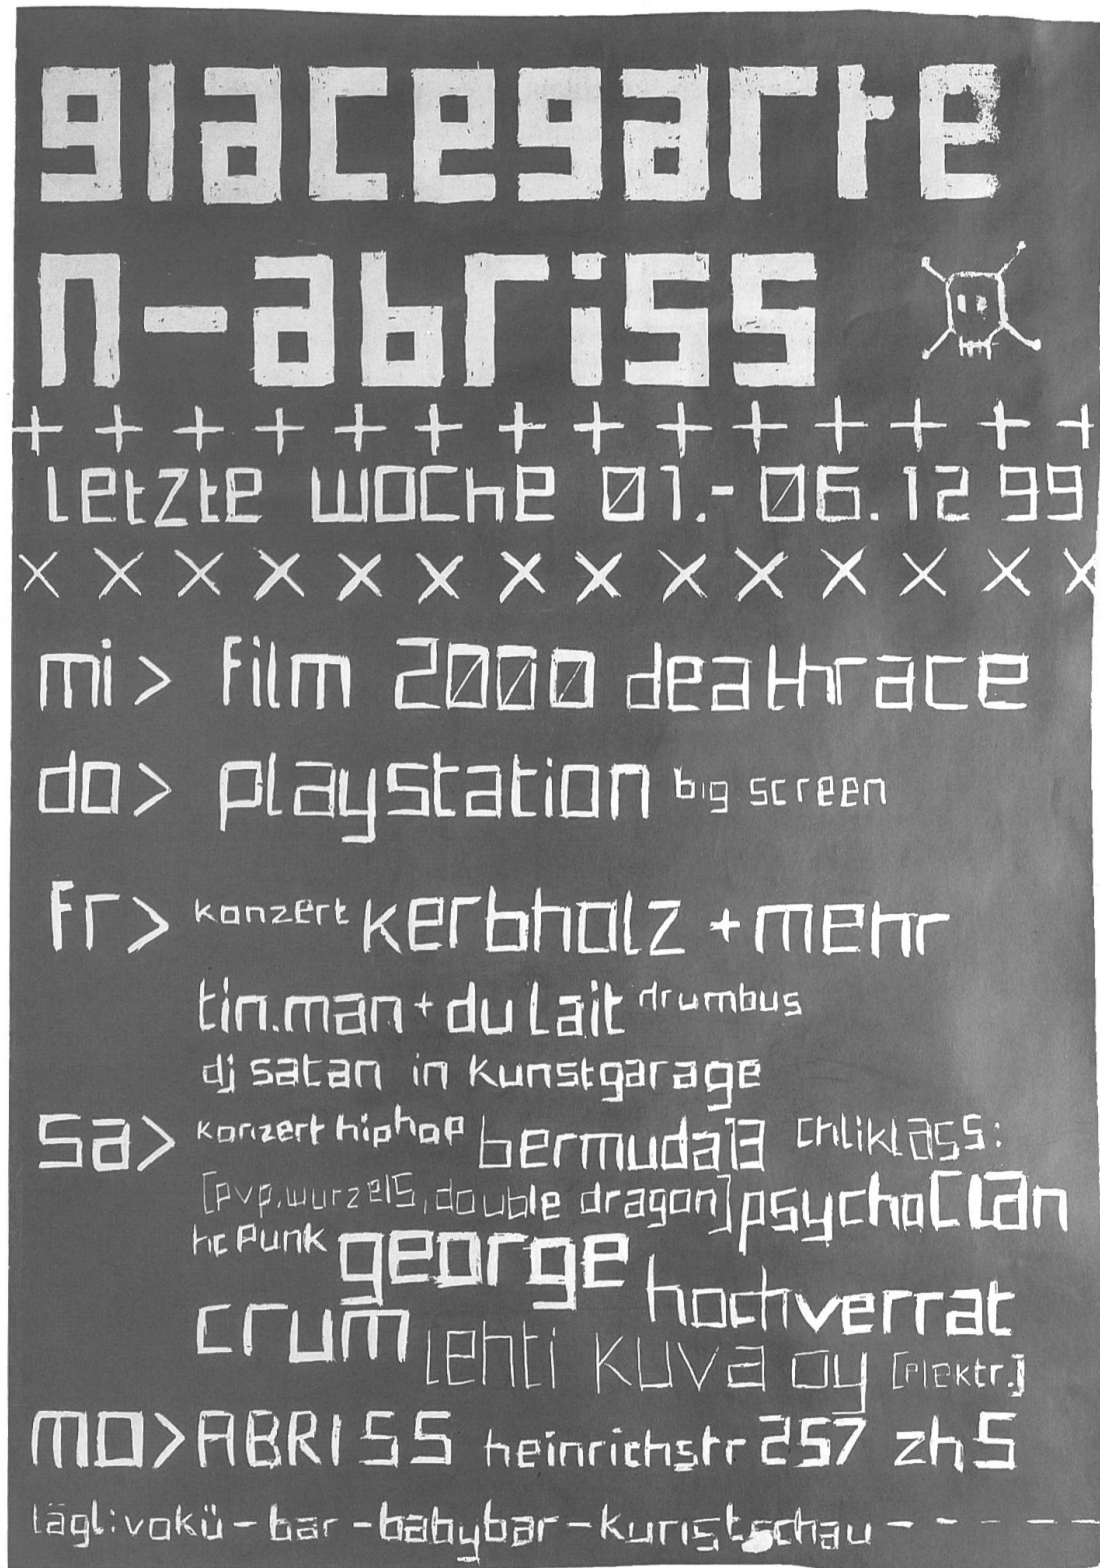 glacegarte
n-abriss
+ + + + + + + + + + + + + +
letzte woche 01.-06.12 99
x x x x x x x x x x x x x x
mi > film 2000 deathrace
do > playstation big screen
fr > konzert kerbholz + mehr
tin.man + du lait drumbus
dj satan in kunstgarage
sa > konzert hiphop bermuda13 chliklass:
[pvp, wurzel5, double dragon] psychoclan
hc punk george hochverrat
crum lehti kuva oy [elektr.]
mo > ABRISS heinrichstr 257 zh5
tägl: vokü - bar - babybar - kunstschau - - - - - -